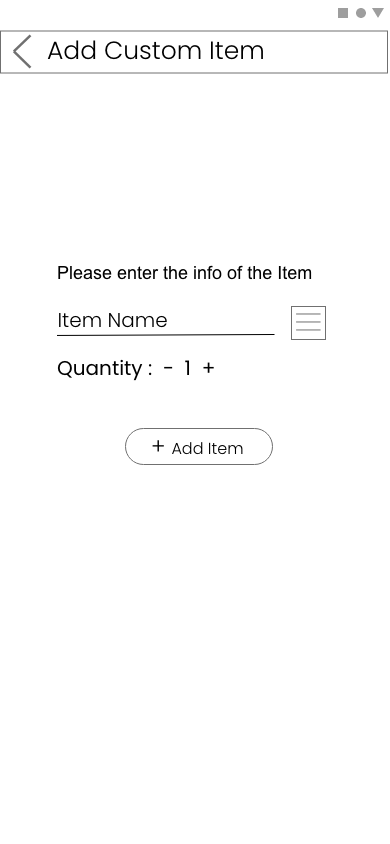 Add Custom Item
Please enter the info of the Item
Item Name
Quantity : - 1 +
+ Add Item